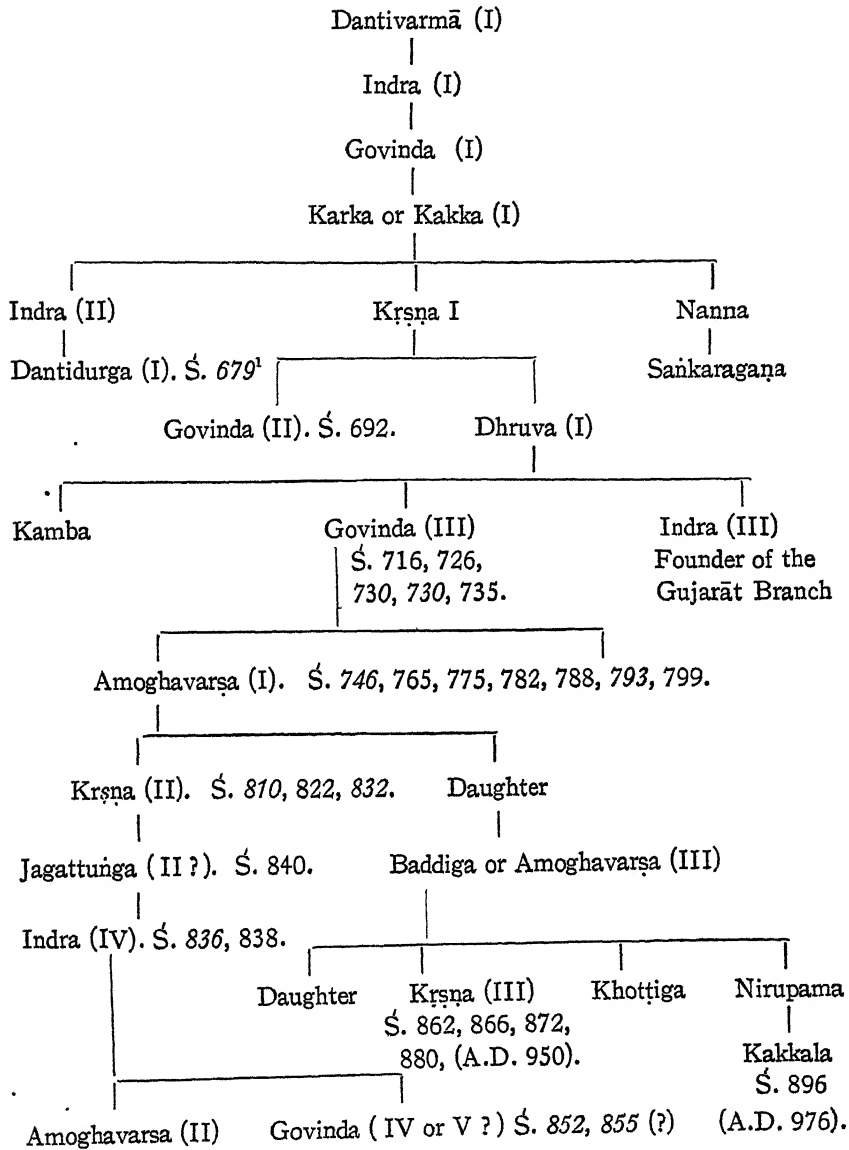 Dantivarmā (I)
Indra (I)
Govinda (I)
Karka or Kakka (I)
Indra (II) Kṛṣṇa I Nanna
Dantidurga (I). Ś. 679¹ Saṅkaragaṇa
Govinda (II). Ś. 692. Dhruva (I)
Kamba Govinda (III) Indra (III)
Ś. 716, 726, Founder of the
730, 730, 735. Gujarāt Branch
Amoghavarṣa (I). Ś. 746, 765, 775, 782, 788, 793, 799.
Kṛṣṇa (II). Ś. 810, 822, 832. Daughter
Jagattuṅga (II ?). Ś. 840. Baddiga or Amoghavarṣa (III)
Indra (IV). Ś. 836, 838.
Daughter Kṛṣṇa (III) Khoṭṭiga Nirupama
Ś. 862, 866, 872,
880, (A.D. 950). Kakkala
Ś. 896
Amoghavarsa (II) Govinda ( IV or V ?) Ś. 852, 855 (?) (A.D. 976).